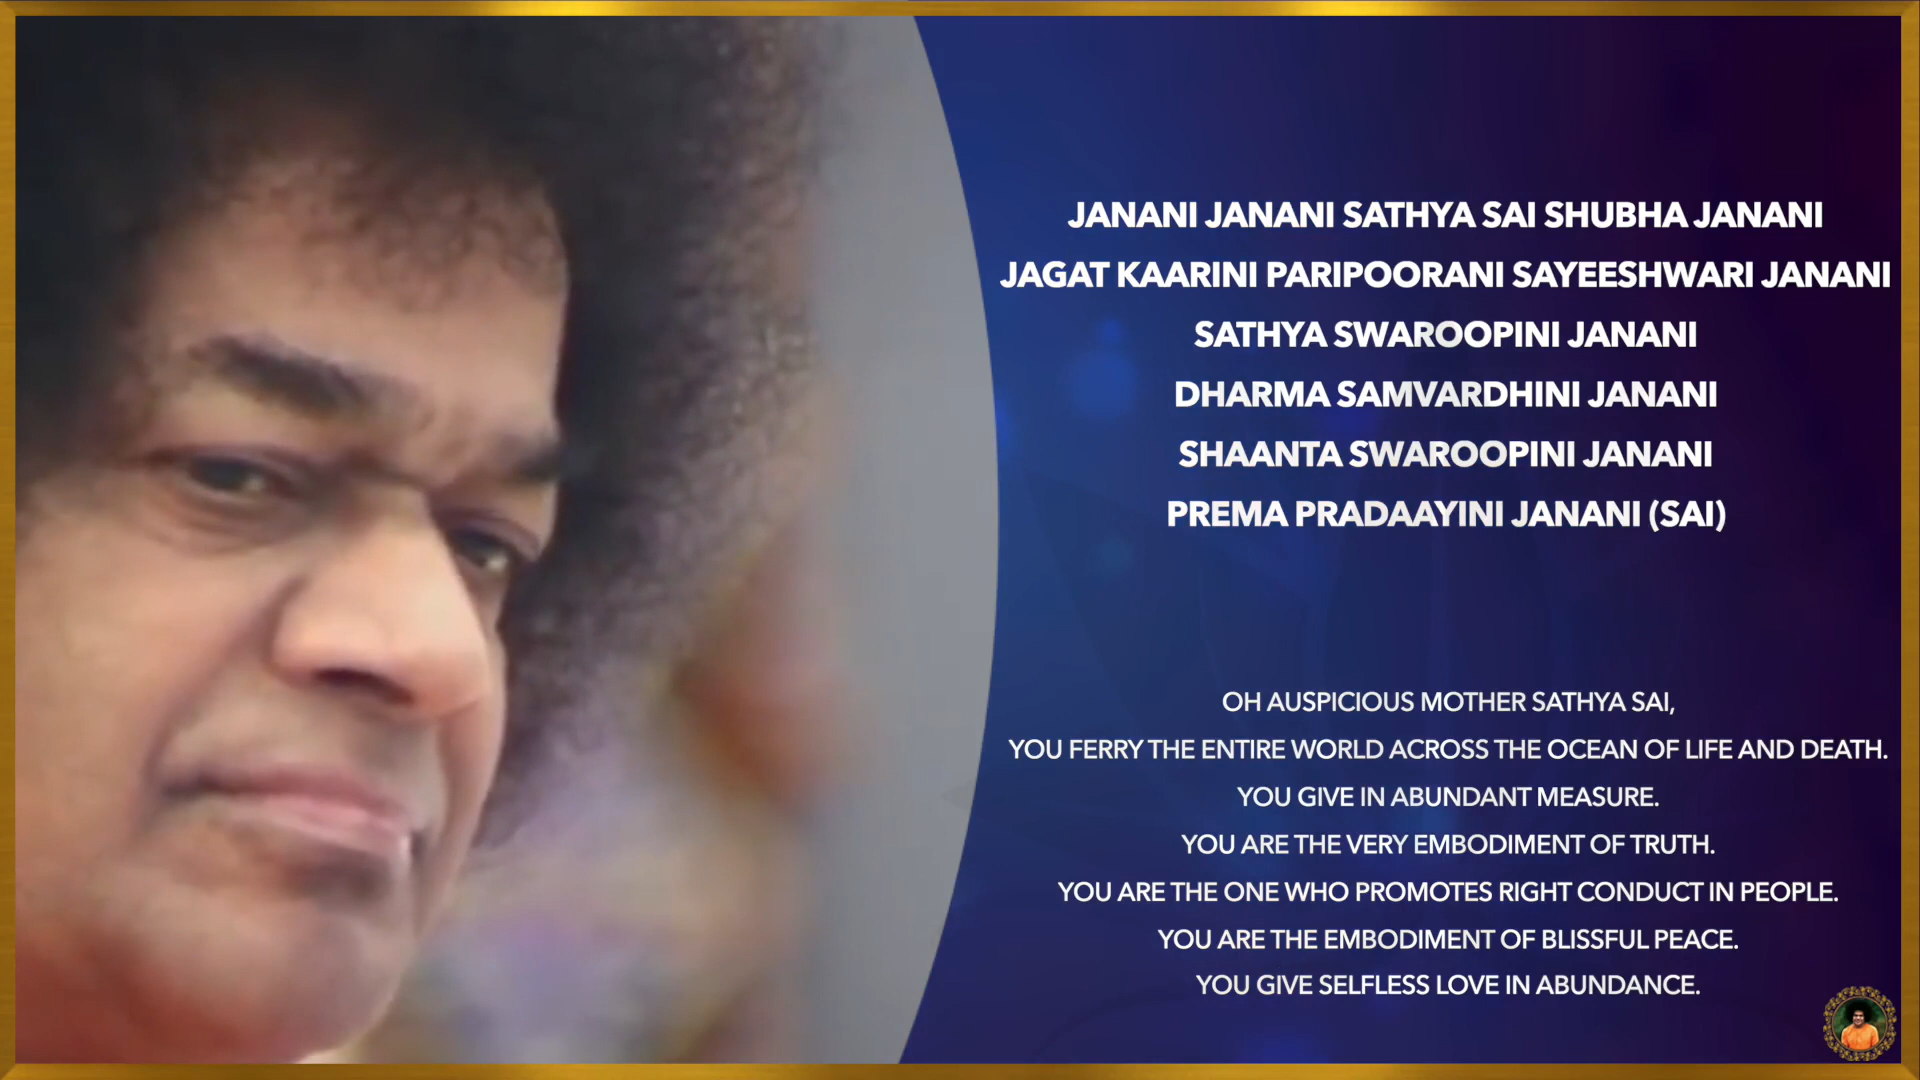 JANANI JANANI SATHYA SAI SHUBHA JANANI
JAGAT KAARINI PARIPOORANI SAYEESHWARI JANANI
SATHYA SWAROOPINI JANANI
DHARMA SAMVARDHINI JANANI
SHAANTA SWAROOPINI JANANI
PREMA PRADAAYINI JANANI (SAI)
OH AUSPICIOUS MOTHER SATHYA SAI,
YOU FERRY THE ENTIRE WORLD ACROSS THE OCEAN OF LIFE AND DEATH.
YOU GIVE IN ABUNDANT MEASURE.
YOU ARE THE VERY EMBODIMENT OF TRUTH.
YOU ARE THE ONE WHO PROMOTES RIGHT CONDUCT IN PEOPLE.
YOU ARE THE EMBODIMENT OF BLISSFUL PEACE.
YOU GIVE SELFLESS LOVE IN ABUNDANCE.